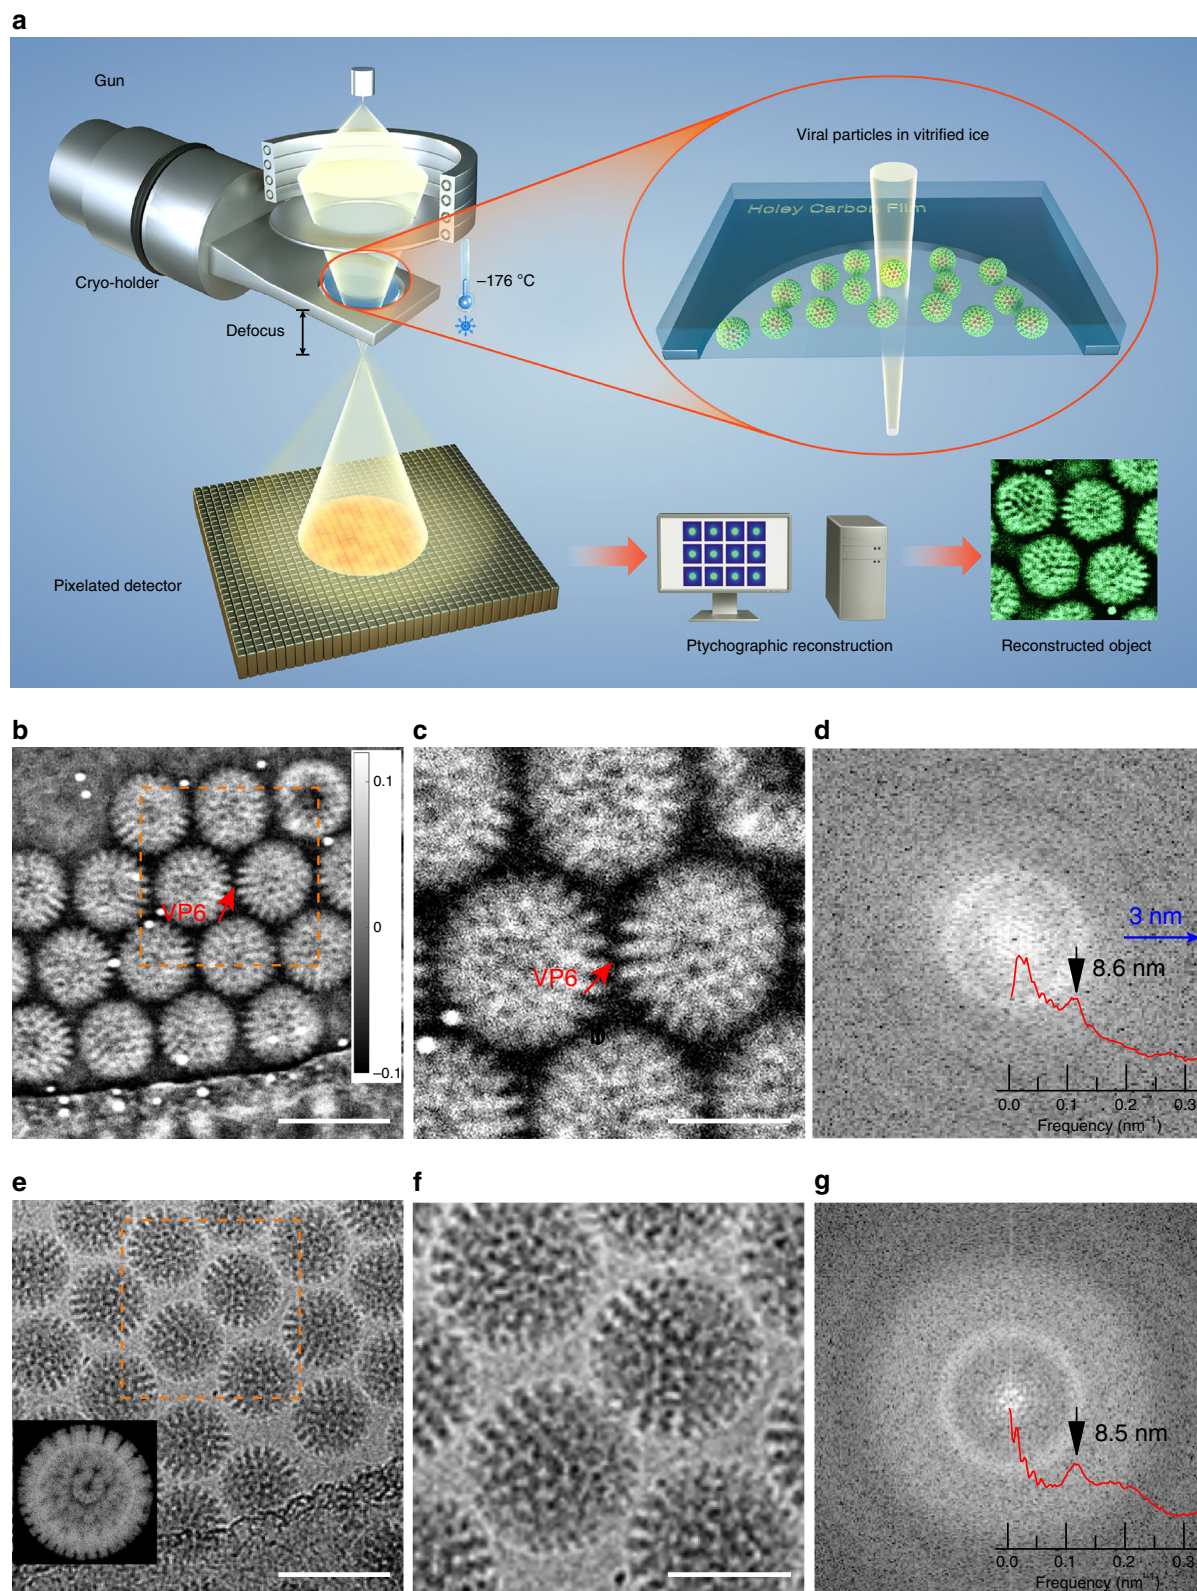 a
Gun
Viral particles in vitrified ice
Holey Carbon Film
Cryo-holder
–176 °C
Defocus
Pixelated detector
Ptychographic reconstruction
Reconstructed object
b
c
d
0.1
0
–0.1
VP6
VP6
3 nm
8.6 nm
0.0
0.1
0.2
0.3
Frequency (nm⁻¹)
e
f
g
8.5 nm
0.0
0.1
0.2
0.3
Frequency (nm⁻¹)